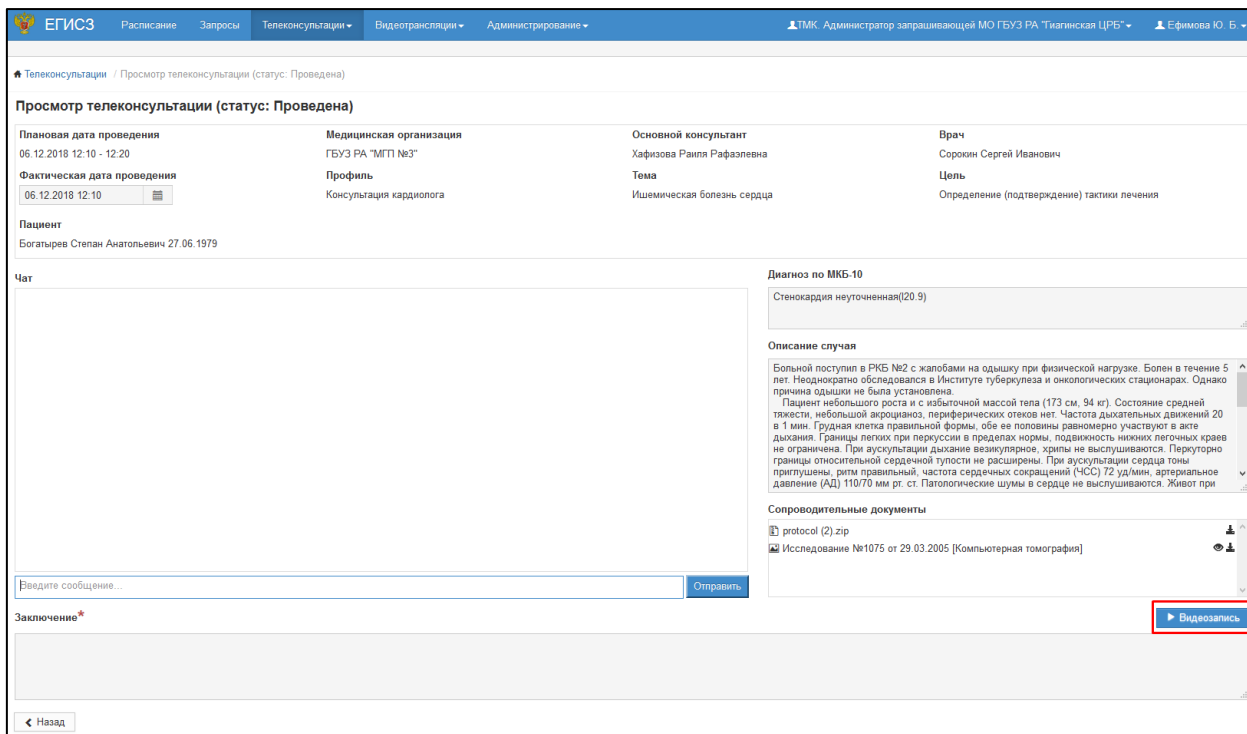 ЕГИСЗ Расписание Запросы Телеконсультации Видеотрансляции Администрирование ТМК. Администратор запрашивающей МО ГБУЗ РА "Гиагинская ЦРБ" Ефимова Ю. Б.
Телеконсультации / Просмотр телеконсультации (статус: Проведена)
Просмотр телеконсультации (статус: Проведена)
Плановая дата проведения Медицинская организация Основной консультант Врач
06.12.2018 12:10 - 12:20 ГБУЗ РА "МГП №3" Хафизова Раиля Рафаэлевна Сорокин Сергей Иванович
Фактическая дата проведения Профиль Тема Цель
06.12.2018 12:10 Консультация кардиолога Ишемическая болезнь сердца Определение (подтверждение) тактики лечения
Пациент
Богатырев Степан Анатольевич 27.06.1979
Чат
Диагноз по МКБ-10
Стенокардия неуточненная(I20.9)
Описание случая
Больной поступил в РКБ №2 с жалобами на одышку при физической нагрузке. Болен в течение 5
лет. Неоднократно обследовался в Институте туберкулеза и онкологических стационарах. Однако
причина одышки не была установлена.
Пациент небольшого роста и с избыточной массой тела (173 см, 94 кг). Состояние средней
тяжести, небольшой акроцианоз, периферических отеков нет. Частота дыхательных движений 20
в 1 мин. Грудная клетка правильной формы, обе ее половины равномерно участвуют в акте
дыхания. Границы легких при перкуссии в пределах нормы, подвижность нижних легочных краев
не ограничена. При аускультации дыхание везикулярное, хрипы не выслушиваются. Перкуторно
границы относительной сердечной тупости не расширены. При аускультации сердца тоны
приглушены, ритм правильный, частота сердечных сокращений (ЧСС) 72 уд/мин, артериальное
давление (АД) 110/70 мм рт. ст. Патологические шумы в сердце не выслушиваются. Живот при
Сопроводительные документы
protocol (2).zip
Исследование №1075 от 29.03.2005 [Компьютерная томография]
Введите сообщение... Отправить
Заключение*
Видеозапись
Назад